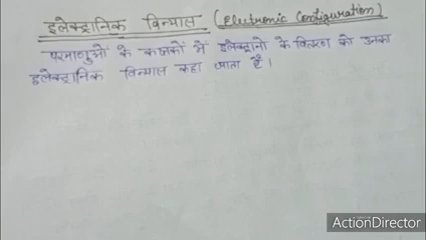 इलेक्ट्रानिक विन्यास (Electronic Configuration)
परमाणुओं के कक्षकों में इलेक्ट्रानों के वितरण को उनका
इलेक्ट्रानिक विन्यास कहा जाता है।
ActionDirector